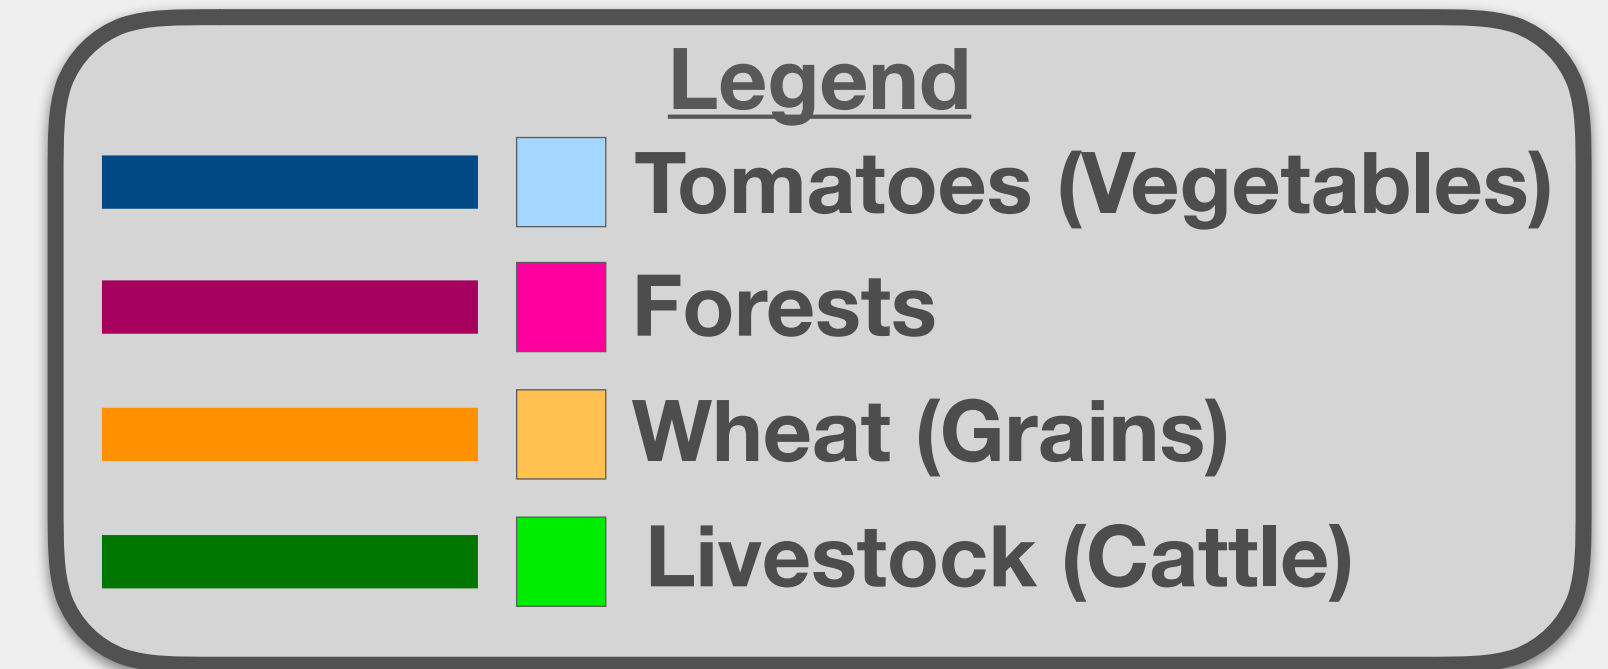 Legend
Tomatoes (Vegetables)
Forests
Wheat (Grains)
Livestock (Cattle)